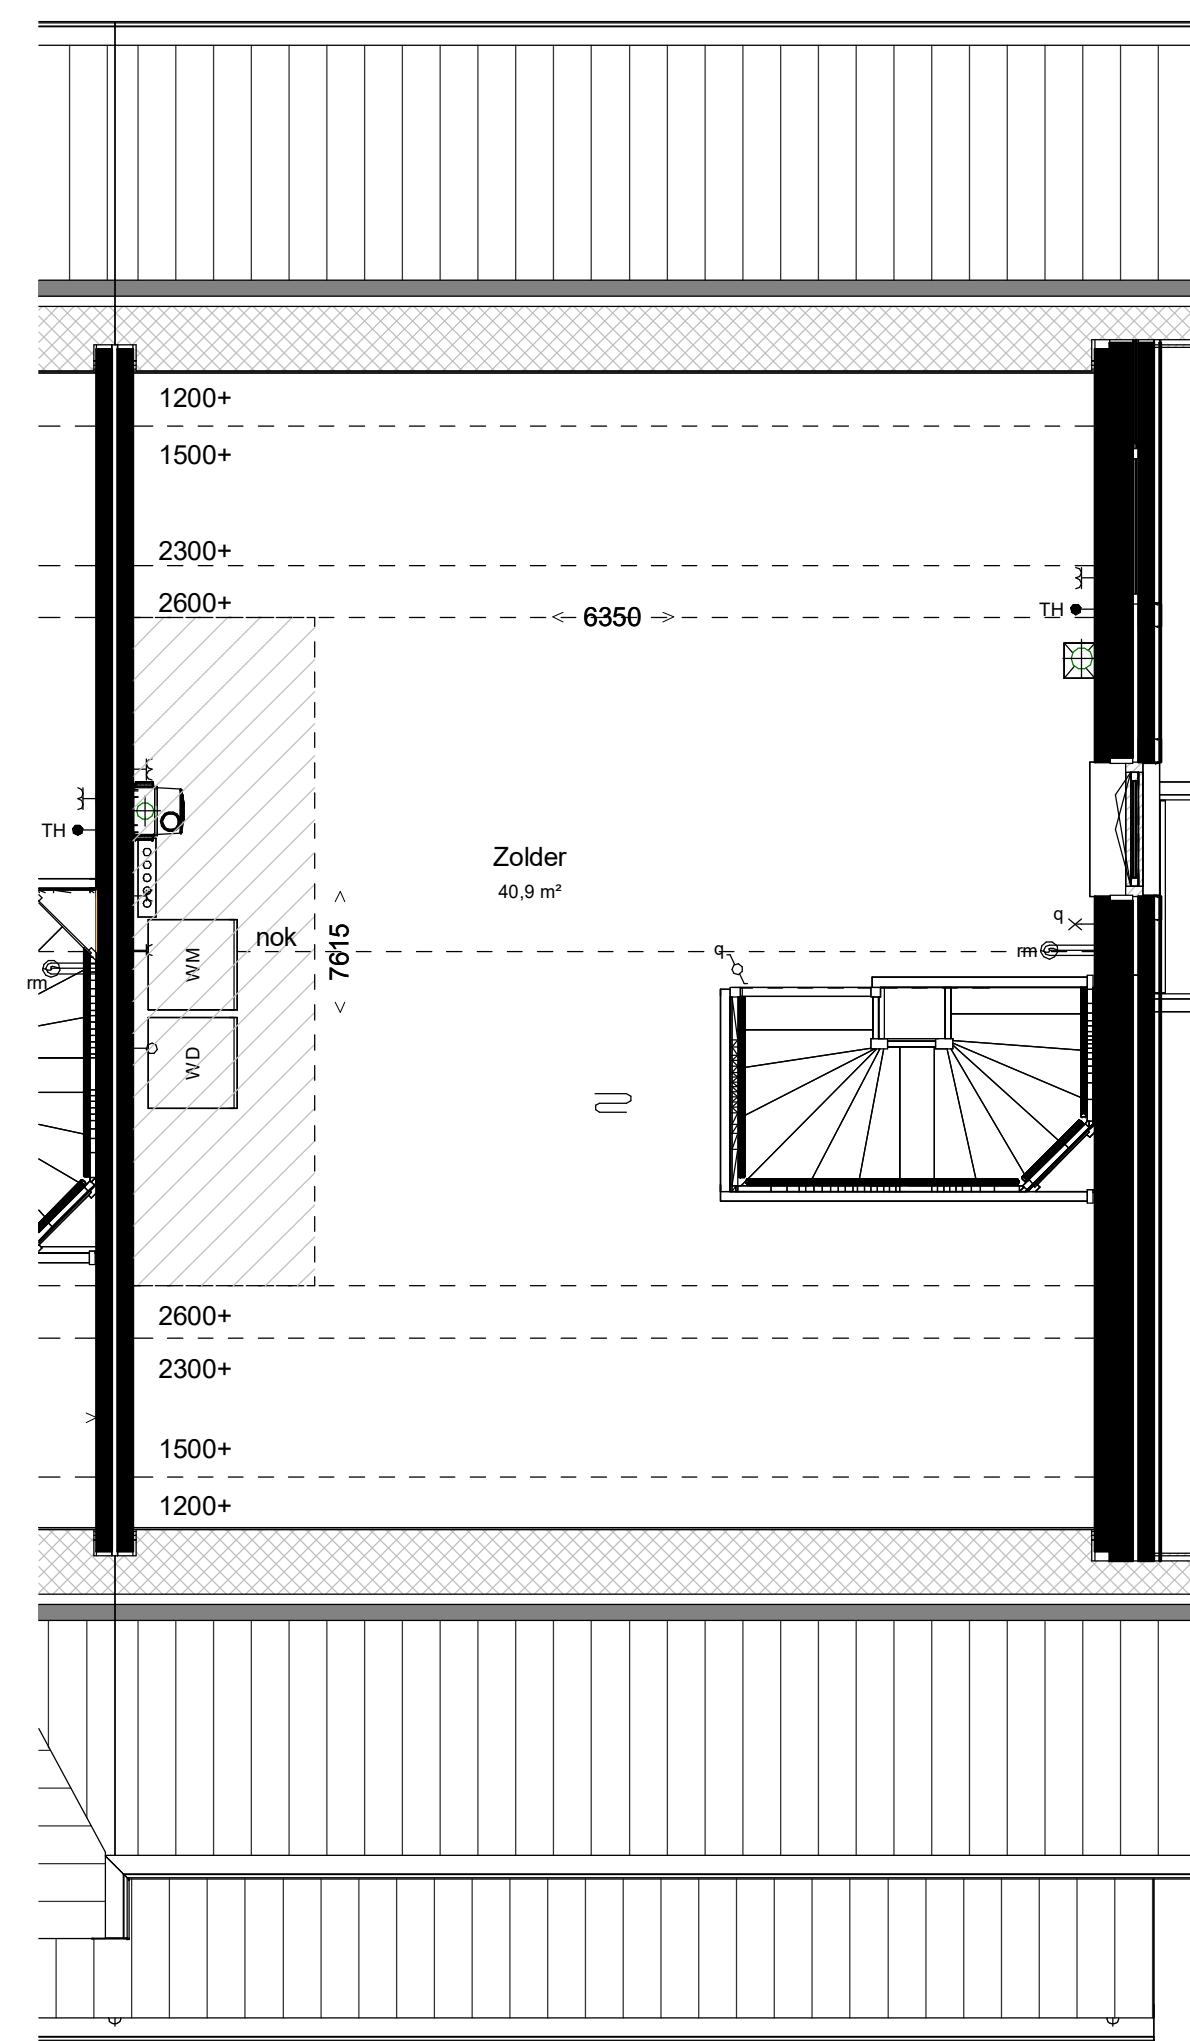 1200+
1500+
2300+
2600+
6350
TH
TH
Zolder
40,9 m²
nok
7615
WM
WD
q
q
rm
rm
2600+
2300+
1500+
1200+